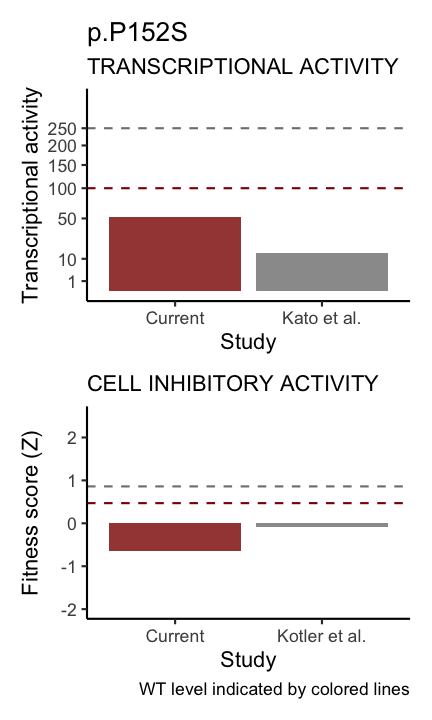 p.P152S
TRANSCRIPTIONAL ACTIVITY
Transcriptional activity
250
200
150
100
50
10
1
Current
Kato et al.
Study
CELL INHIBITORY ACTIVITY
Fitness score (Z)
2
1
0
-1
-2
Current
Kotler et al.
Study
WT level indicated by colored lines